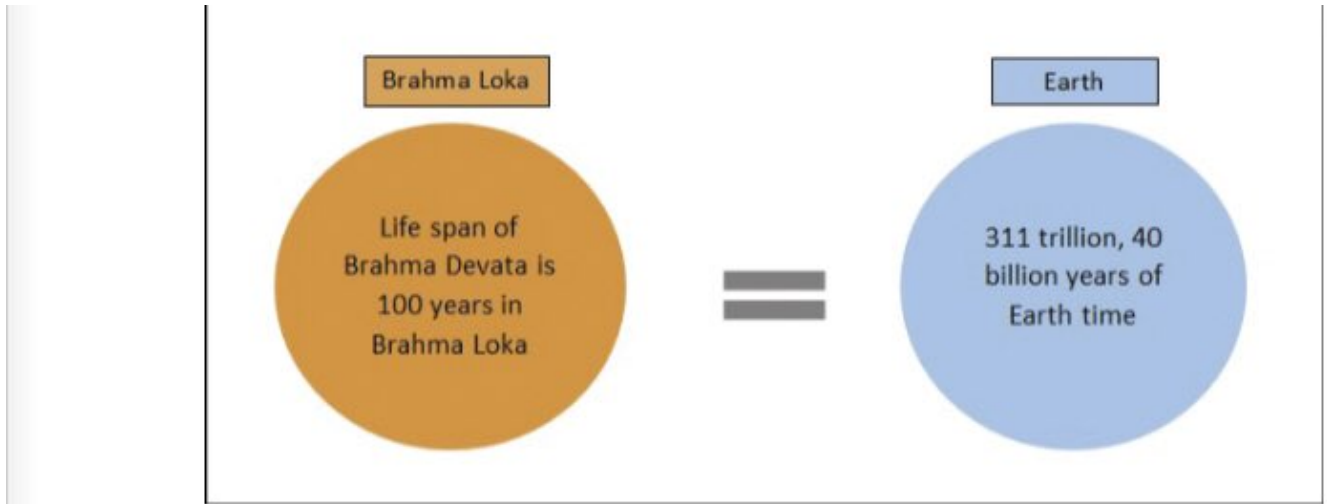 Brahma Loka
Life span of
Brahma Devata is
100 years in
Brahma Loka
Earth
311 trillion, 40
billion years of
Earth time